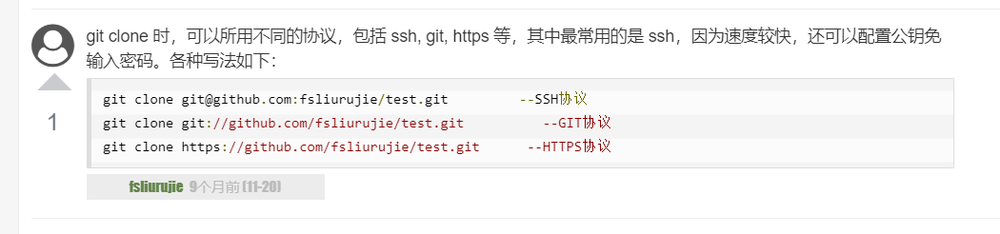 git clone 时，可以所用不同的协议，包括 ssh, git, https 等，其中最常用的是 ssh，因为速度较快，还可以配置公钥免
输入密码。各种写法如下：
git clone git@github.com:fsliurujie/test.git --SSH协议
git clone git://github.com/fsliurujie/test.git --GIT协议
git clone https://github.com/fsliurujie/test.git --HTTPS协议
1
fsliurujie 9个月前 (11-20)